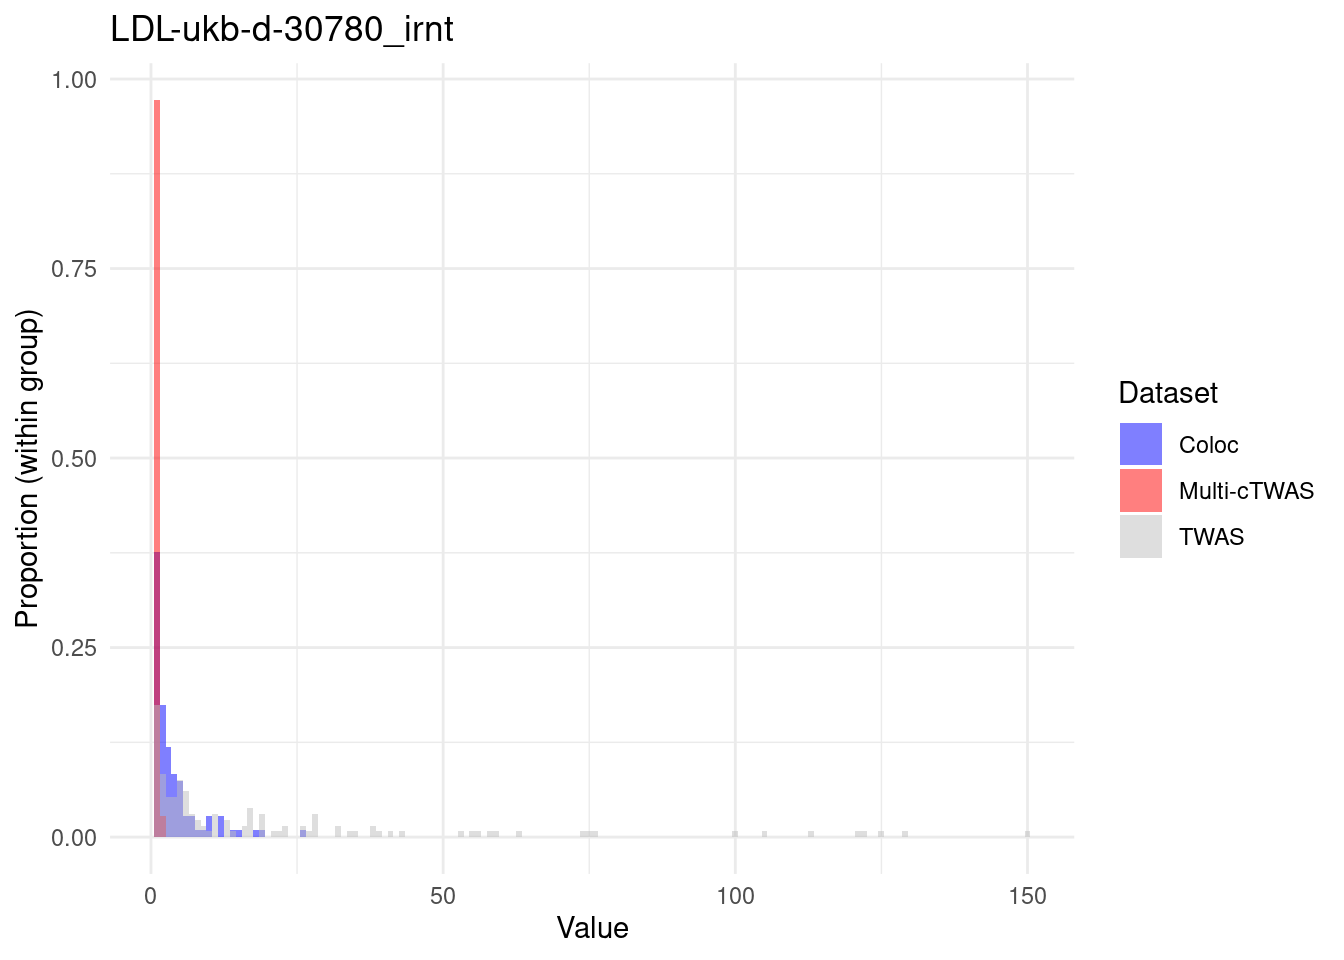 LDL-ukb-d-30780_irnt
1.00
0.75
0.50
0.25
0.00
Proportion (within group)
0
50
100
150
Value
Dataset
Coloc
Multi-cTWAS
TWAS